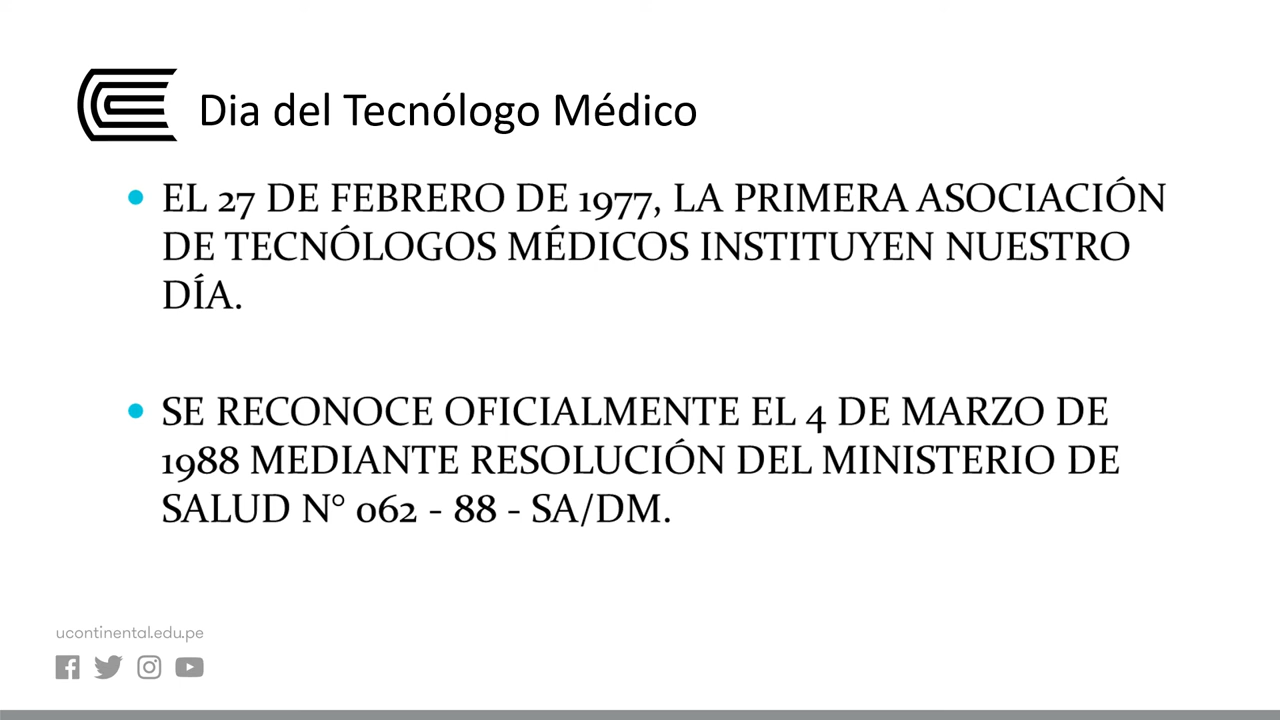 Dia del Tecnólogo Médico
• EL 27 DE FEBRERO DE 1977, LA PRIMERA ASOCIACIÓN
DE TECNÓLOGOS MÉDICOS INSTITUYEN NUESTRO
DÍA.
• SE RECONOCE OFICIALMENTE EL 4 DE MARZO DE
1988 MEDIANTE RESOLUCIÓN DEL MINISTERIO DE
SALUD N° 062 - 88 - SA/DM.
ucontinental.edu.pe